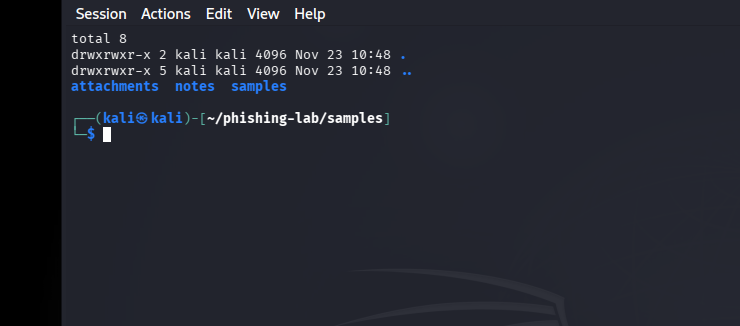 Session Actions Edit View Help
total 8
drwxrwxr-x 2 kali kali 4096 Nov 23 10:48 .
drwxrwxr-x 5 kali kali 4096 Nov 23 10:48 ..
attachments notes samples
┌──(kali㉿kali)-[~/phishing-lab/samples]
└─$